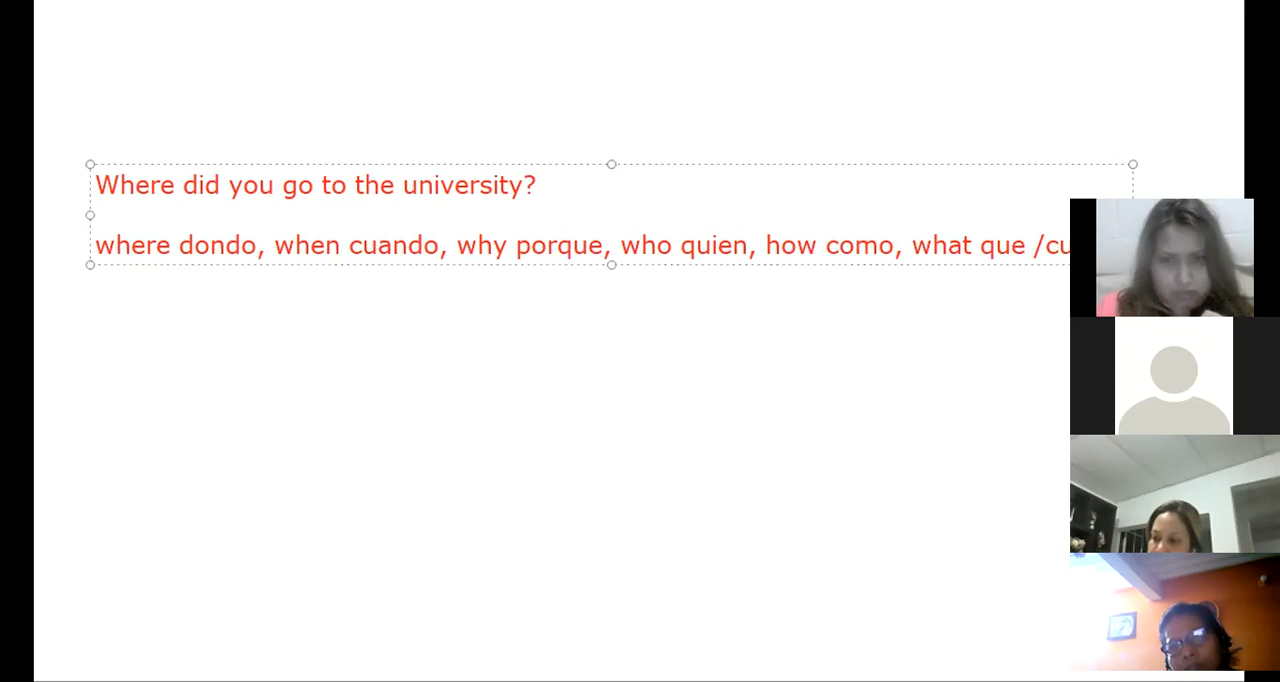 Where did you go to the university?
where dondo, when cuando, why porque, who quien, how como, what que /cu